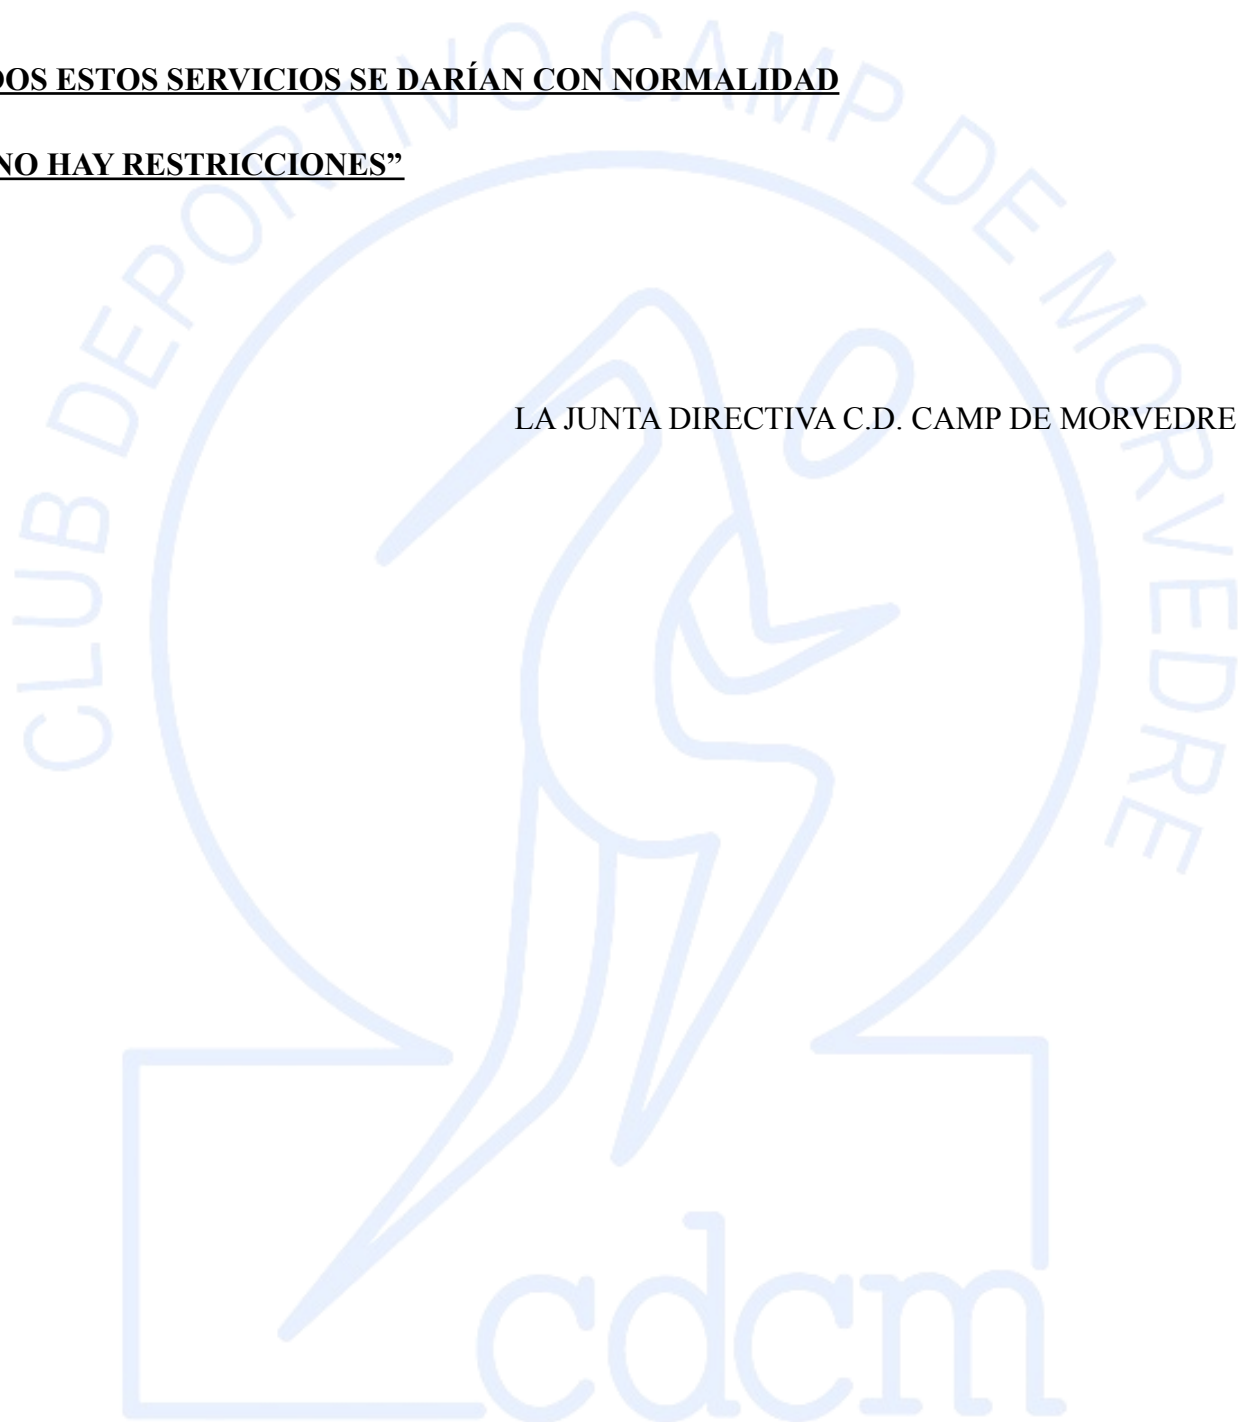 DOS ESTOS SERVICIOS SE DARÍAN CON NORMALIDAD
NO HAY RESTRICCIONES”
LA JUNTA DIRECTIVA C.D. CAMP DE MORVEDRE
CLUB DEPORTIVO CAMP DE MORVEDRE
cdcm